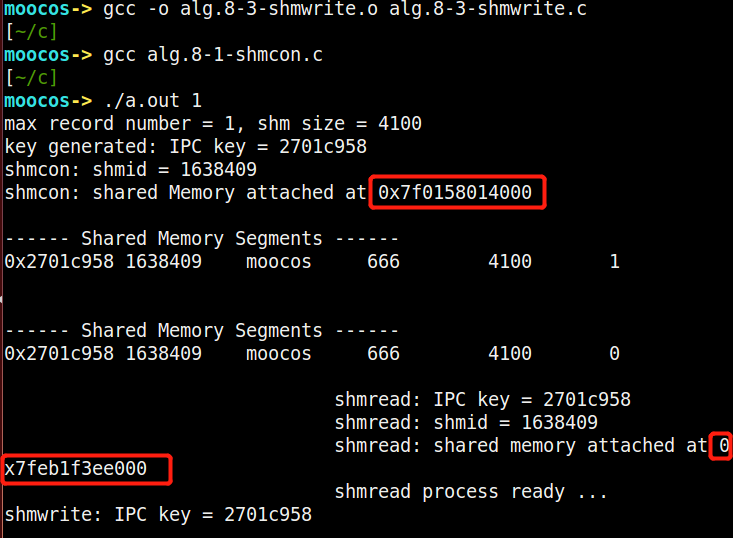 moocos-> gcc -o alg.8-3-shmwrite.o alg.8-3-shmwrite.c
[~/c]
moocos-> gcc alg.8-1-shmcon.c
[~/c]
moocos-> ./a.out 1
max record number = 1, shm size = 4100
key generated: IPC key = 2701c958
shmcon: shmid = 1638409
shmcon: shared Memory attached at 0x7f0158014000
------ Shared Memory Segments ------
0x2701c958 1638409    moocos     666        4100       1
------ Shared Memory Segments ------
0x2701c958 1638409    moocos     666        4100       0
shmread: IPC key = 2701c958
shmread: shmid = 1638409
shmread: shared memory attached at 0
x7feb1f3ee000
shmread process ready ...
shmwrite: IPC key = 2701c958